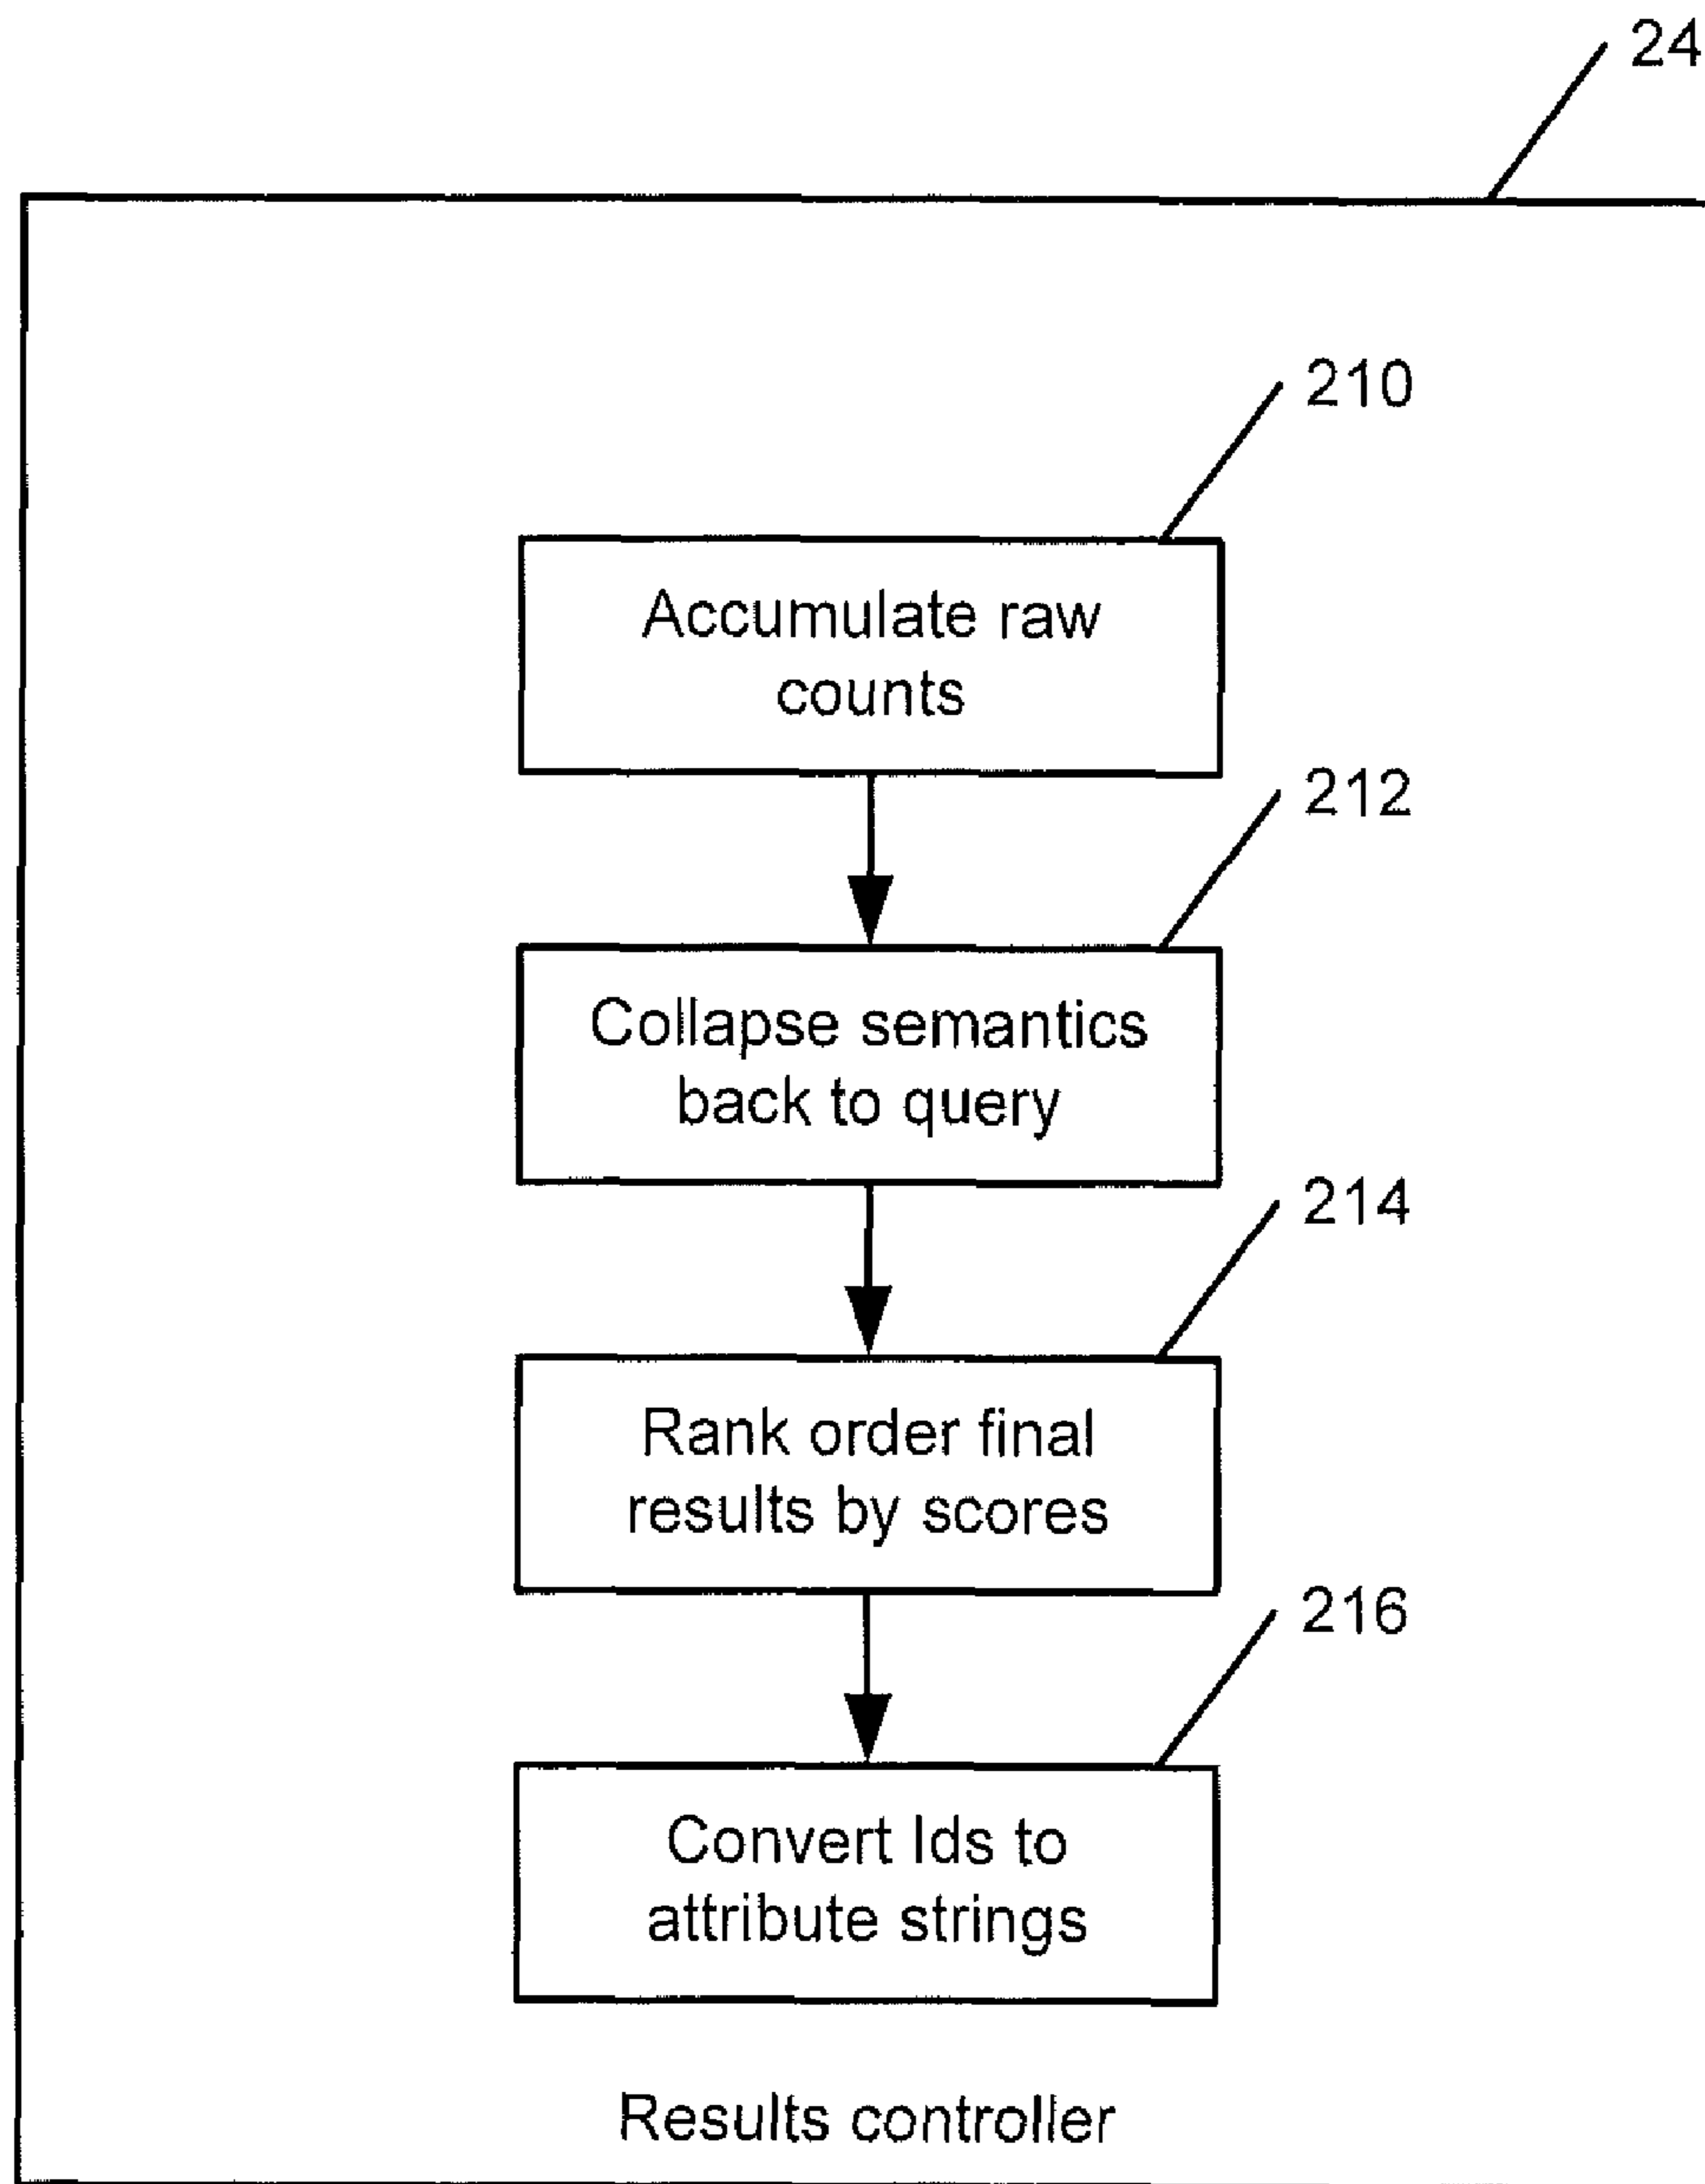 24
210
Accumulate raw
counts
212
Collapse semantics
back to query
214
Rank order final
results by scores
216
Convert Ids to
attribute strings
Results controller